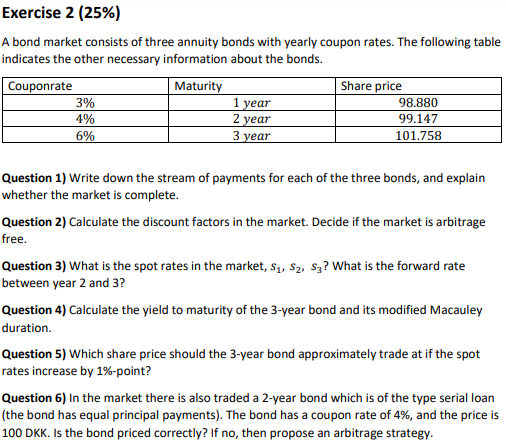 Exercise 2 (25%)
A bond market consists of three annuity bonds with yearly coupon rates. The following table
indicates the other necessary information about the bonds.
Couponrate Maturity Share price
3% 1 year 98.880
4% 2 year 99.147
6% 3 year 101.758
Question 1) Write down the stream of payments for each of the three bonds, and explain
whether the market is complete.
Question 2) Calculate the discount factors in the market. Decide if the market is arbitrage
free.
Question 3) What is the spot rates in the market, s₁, s₂, s₃? What is the forward rate
between year 2 and 3?
Question 4) Calculate the yield to maturity of the 3-year bond and its modified Macauley
duration.
Question 5) Which share price should the 3-year bond approximately trade at if the spot
rates increase by 1%-point?
Question 6) In the market there is also traded a 2-year bond which is of the type serial loan
(the bond has equal principal payments). The bond has a coupon rate of 4%, and the price is
100 DKK. Is the bond priced correctly? If no, then propose an arbitrage strategy.